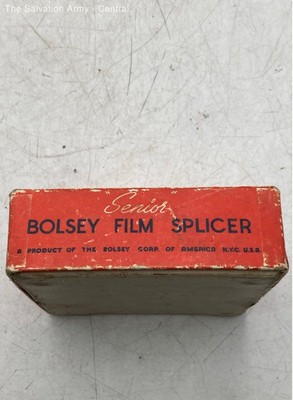 The Salvation Army - Central
Senior
BOLSEY FILM SPLICER
A PRODUCT OF THE BOLSEY CORP. OF AMERICA N.Y.C. U.S.A.